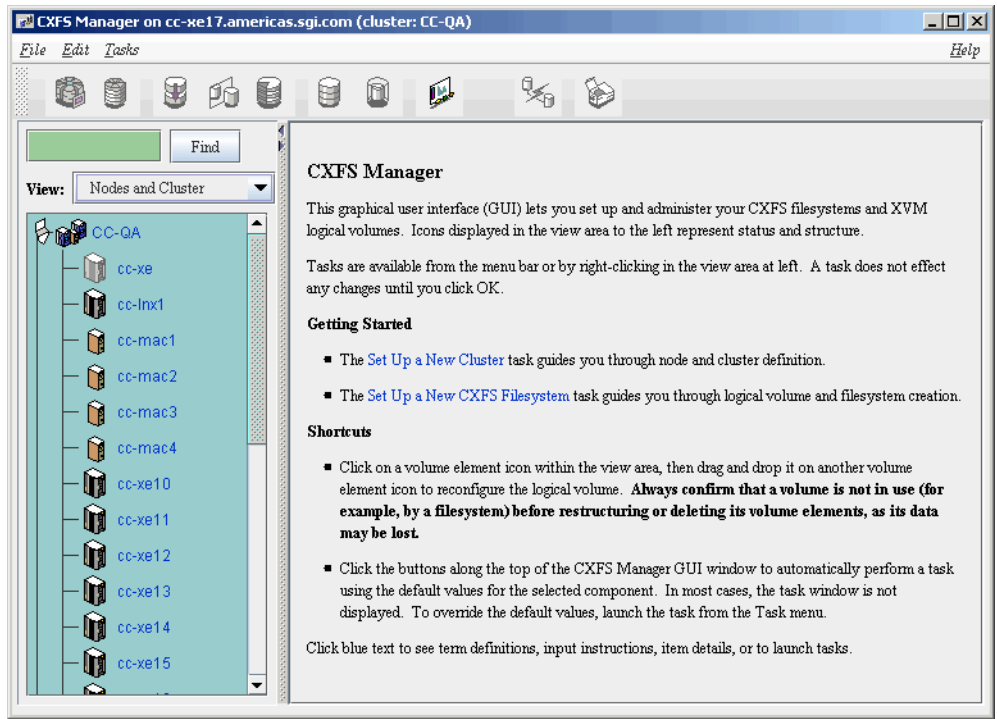 CXFS Manager on cc-xe17.americas.sgi.com (cluster: CC-QA)
File Edit Tasks Help
Find
View: Nodes and Cluster
CC-QA
cc-xe
cc-lnx1
cc-mac1
cc-mac2
cc-mac3
cc-mac4
cc-xe10
cc-xe11
cc-xe12
cc-xe13
cc-xe14
cc-xe15
CXFS Manager
This graphical user interface (GUI) lets you set up and administer your CXFS filesystems and XVM
logical volumes. Icons displayed in the view area to the left represent status and structure.
Tasks are available from the menu bar or by right-clicking in the view area at left. A task does not effect
any changes until you click OK.
Getting Started
The Set Up a New Cluster task guides you through node and cluster definition.
The Set Up a New CXFS Filesystem task guides you through logical volume and filesystem creation.
Shortcuts
Click on a volume element icon within the view area, then drag and drop it on another volume
element icon to reconfigure the logical volume. Always confirm that a volume is not in use (for
example, by a filesystem) before restructuring or deleting its volume elements, as its data
may be lost.
Click the buttons along the top of the CXFS Manager GUI window to automatically perform a task
using the default values for the selected component. In most cases, the task window is not
displayed. To override the default values, launch the task from the Task menu.
Click blue text to see term definitions, input instructions, item details, or to launch tasks.